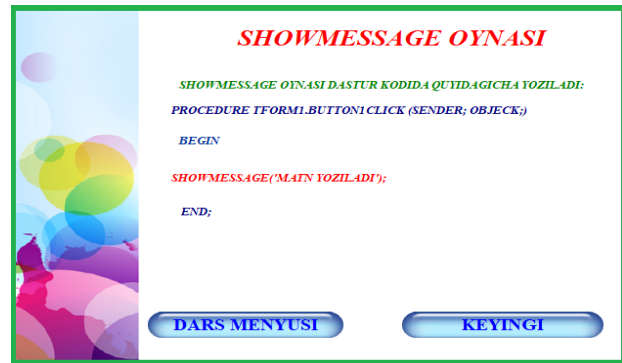 SHOWMESSAGE OYNASI
SHOWMESSAGE OYNASI DASTUR KODIDA QUYIDAGICHA YOZILADI:
PROCEDURE TFORM1.BUTTON1CLICK (SENDER; OBJECK;)
BEGIN
SHOWMESSAGE('MATN YOZILADI');
END;
DARS MENYUSI
KEYINGI